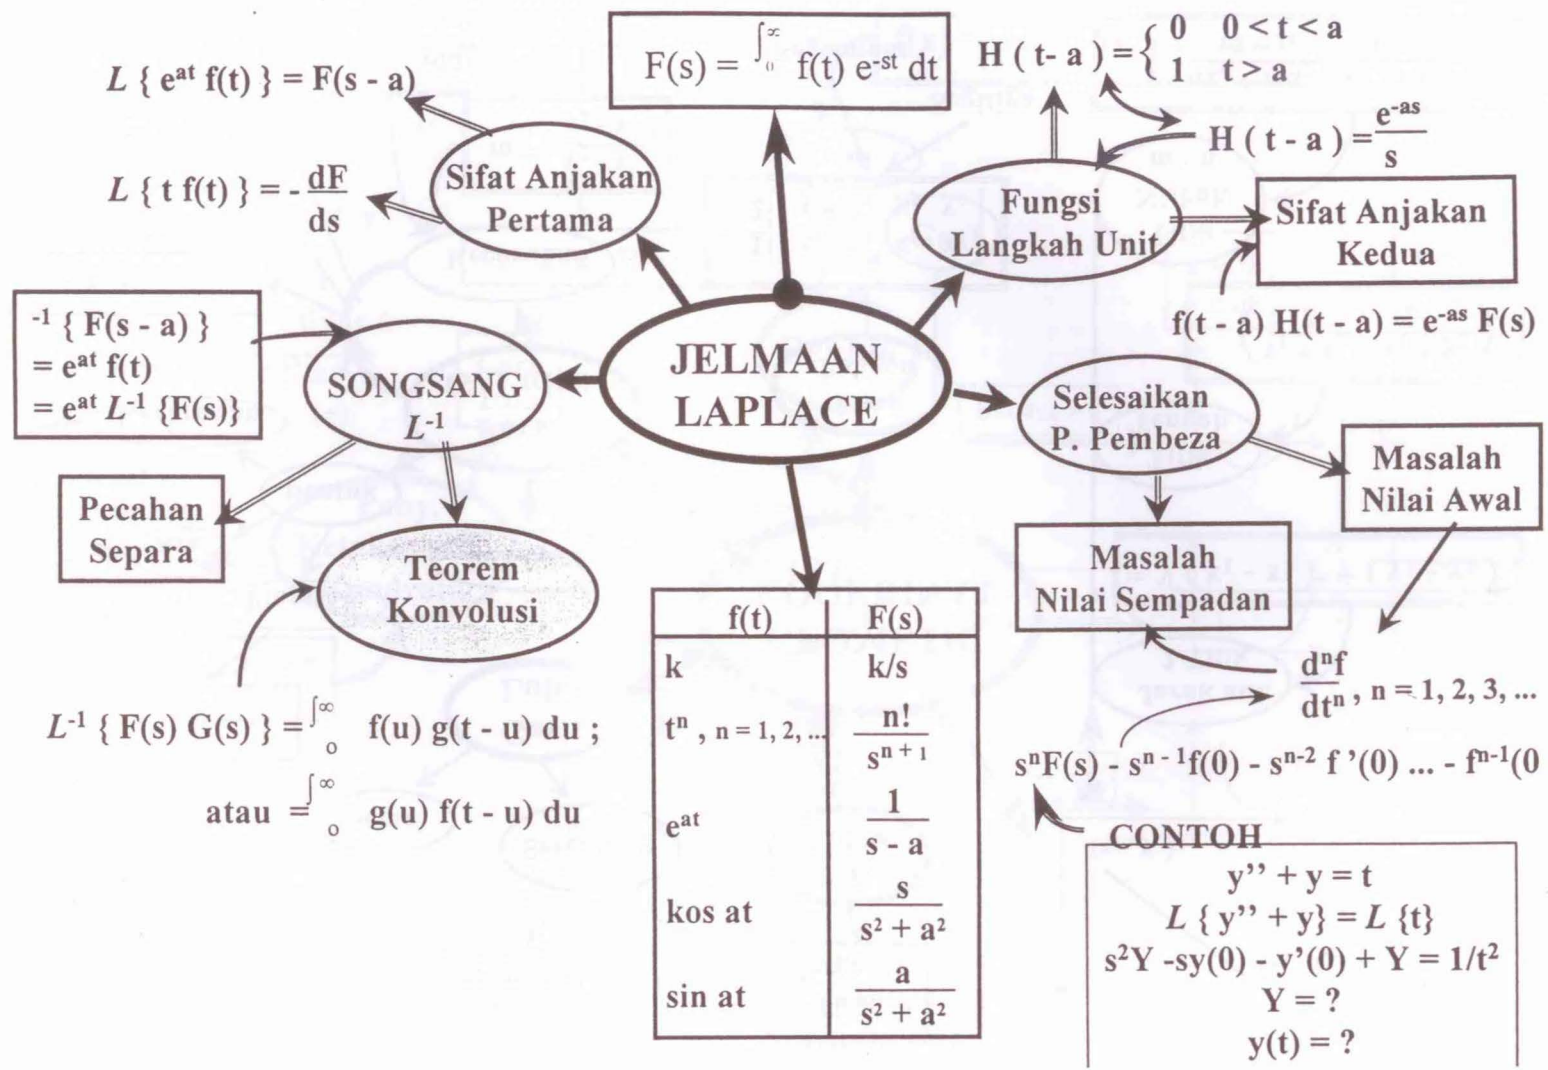 F(s) = ∫₀^∞ f(t) e^-st dt
L { e^at f(t) } = F(s - a)
L { t f(t) } = - dF/ds
Sifat Anjakan
Pertama
H ( t- a ) = { 0 0 < t < a
1 t > a
H ( t - a ) = e^-as/s
Fungsi
Langkah Unit
Sifat Anjakan
Kedua
f(t - a) H(t - a) = e^-as F(s)
JELMAAN
LAPLACE
-1 { F(s - a) }
= e^at f(t)
= e^at L^-1 {F(s)}
SONGSANG
L^-1
Pecahan
Separa
Teorem
Konvolusi
L^-1 { F(s) G(s) } = ∫₀^∞ f(u) g(t - u) du ;
atau = ∫₀^∞ g(u) f(t - u) du
Selesaikan
P. Pembeza
Masalah
Nilai Awal
Masalah
Nilai Sempadan
d^n f/dt^n , n = 1, 2, 3, ...
s^n F(s) - s^n - 1 f(0) - s^n-2 f ’(0) ... - f^n-1(0
f(t) F(s)
k k/s
t^n , n = 1, 2, ... n!/s^n + 1
e^at 1/s - a
kos at s/s² + a²
sin at a/s² + a²
CONTOH
y’’ + y = t
L { y’’ + y} = L {t}
s²Y -sy(0) - y’(0) + Y = 1/t²
Y = ?
y(t) = ?